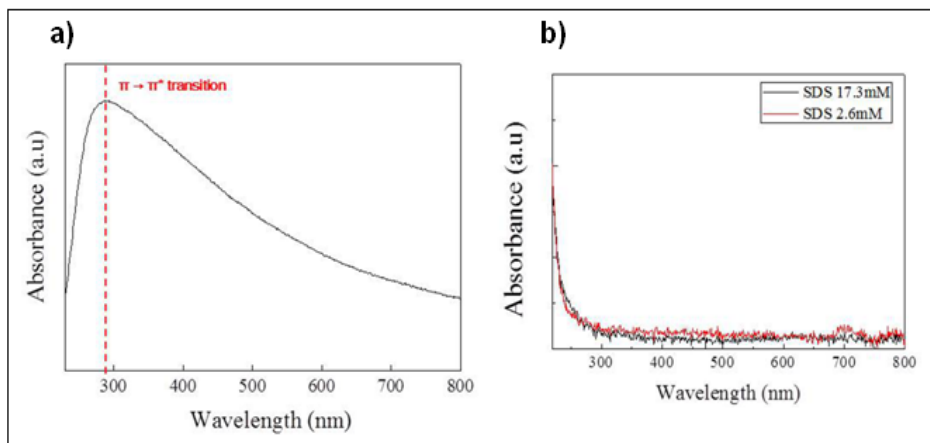 a)
π → π* transition
Absorbance (a.u)
300 400 500 600 700 800
Wavelength (nm)
b)
SDS 17.3mM
SDS 2.6mM
Absorbance (a.u)
300 400 500 600 700 800
Wavelength (nm)